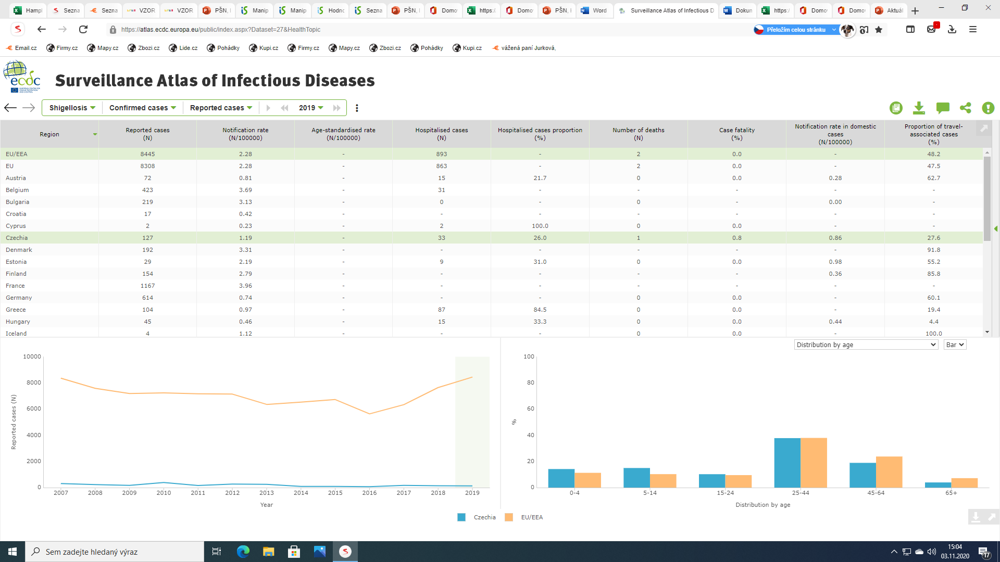 Hampl Sezna Sezna VZOR VZOR PŠN, Manip Manip Hodno Sezna PŠN, Domo https:/ Domo PŠN, Word Surveillance Atlas of Infectious D Dokun https:/ Domo Domo Aktuál
https://atlas.ecdc.europa.eu/public/index.aspx?Dataset=27&HealthTopic Přeložím celou stránku
Email.cz Firmy.cz Mapy.cz Zbozi.cz Lide.cz Pohádky Kupi.cz Firmy.cz Mapy.cz Zbozi.cz Pohádky Kupi.cz vážená paní Jurková,
ecdc
Surveillance Atlas of Infectious Diseases
Shigellosis Confirmed cases Reported cases 2019
Region Reported cases (N) Notification rate (N/100000) Age-standardised rate (N/100000) Hospitalised cases (N) Hospitalised cases proportion (%) Number of deaths (N) Case fatality (%) Notification rate in domestic cases (N/100000) Proportion of travel-associated cases (%)
EU/EEA 8445 2.28 - 893 - 2 0.0 - 48.2
EU 8308 2.28 - 863 - 2 0.0 - 47.5
Austria 72 0.81 - 15 21.7 0 0.0 0.28 62.7
Belgium 423 3.69 - 31 - - - - -
Bulgaria 219 3.13 - 0 - 0 - 0.00 -
Croatia 17 0.42 - - - - - - -
Cyprus 2 0.23 - 2 100.0 0 0.0 - -
Czechia 127 1.19 - 33 26.0 1 0.8 0.86 27.6
Denmark 192 3.31 - - - - - - 91.8
Estonia 29 2.19 - 9 31.0 0 0.0 0.98 55.2
Finland 154 2.79 - - - - - 0.36 85.8
France 1167 3.96 - - - - - - -
Germany 614 0.74 - - - 0 0.0 - 60.1
Greece 104 0.97 - 87 84.5 0 0.0 - 19.4
Hungary 45 0.46 - 15 33.3 0 0.0 0.44 4.4
Iceland 4 1.12 - - - 0 0.0 - 100.0
Distribution by age Bar
10000
8000
6000
4000
2000
0
Reported cases (N)
2007 2008 2009 2010 2011 2012 2013 2014 2015 2016 2017 2018 2019
Year
100
80
60
40
20
0
%
0-4 5-14 15-24 25-44 45-64 65+
Distribution by age
Czechia EU/EEA
Sem zadejte hledaný výraz
15:04
03.11.2020
17